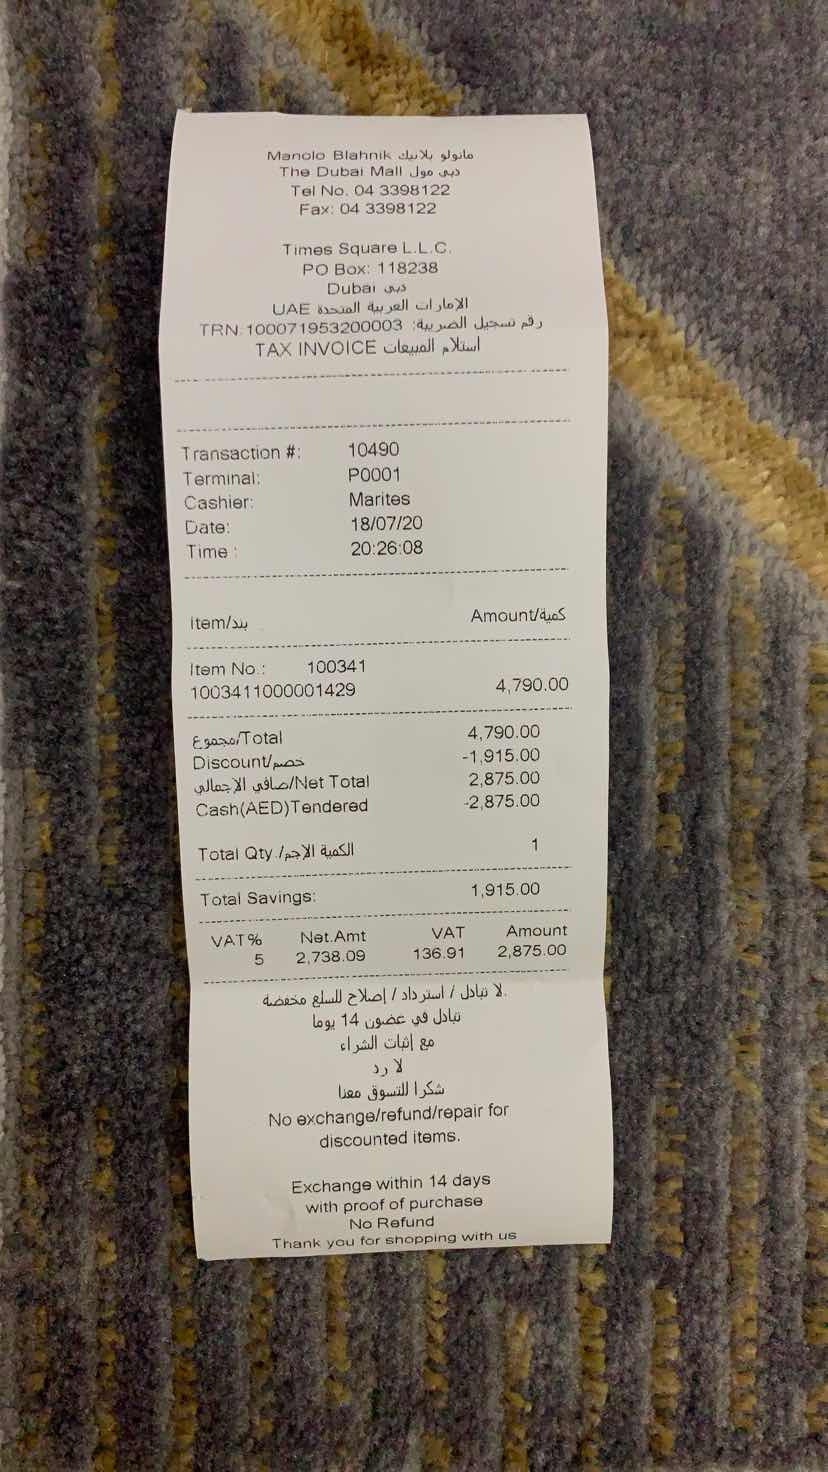 Manolo Blahnik مانولو بلانيك
The Dubai Mall دبي مول
Tel No. 04 3398122
Fax: 04 3398122
Times Square L.L.C.
PO Box: 118238
Dubai دبى
UAE الامارات العربية المتحدة
TRN: 100071953200003 رقم تسجيل الضريبة:
TAX INVOICE استلام المبيعات
Transaction #: 10490
Terminal: P0001
Cashier: Marites
Date: 18/07/20
Time : 20:26:08
Item/بند Amount/كمية
Item No.: 100341
1003411000001429 4,790.00
مجموع/Total 4,790.00
Discount/خصم -1,915.00
صافي الإجمالي/Net Total 2,875.00
Cash(AED)Tendered -2,875.00
Total Qty./الكمية الاجم 1
Total Savings: 1,915.00
VAT% Net.Amt VAT Amount
5 2,738.09 136.91 2,875.00
لا تبادل / استرداد / إصلاح للسلع مخفضة.
تبادل في غضون 14 يوما
مع إثبات الشراء
لا رد
شكرا للتسوق معنا
No exchange/refund/repair for
discounted items.
Exchange within 14 days
with proof of purchase
No Refund
Thank you for shopping with us